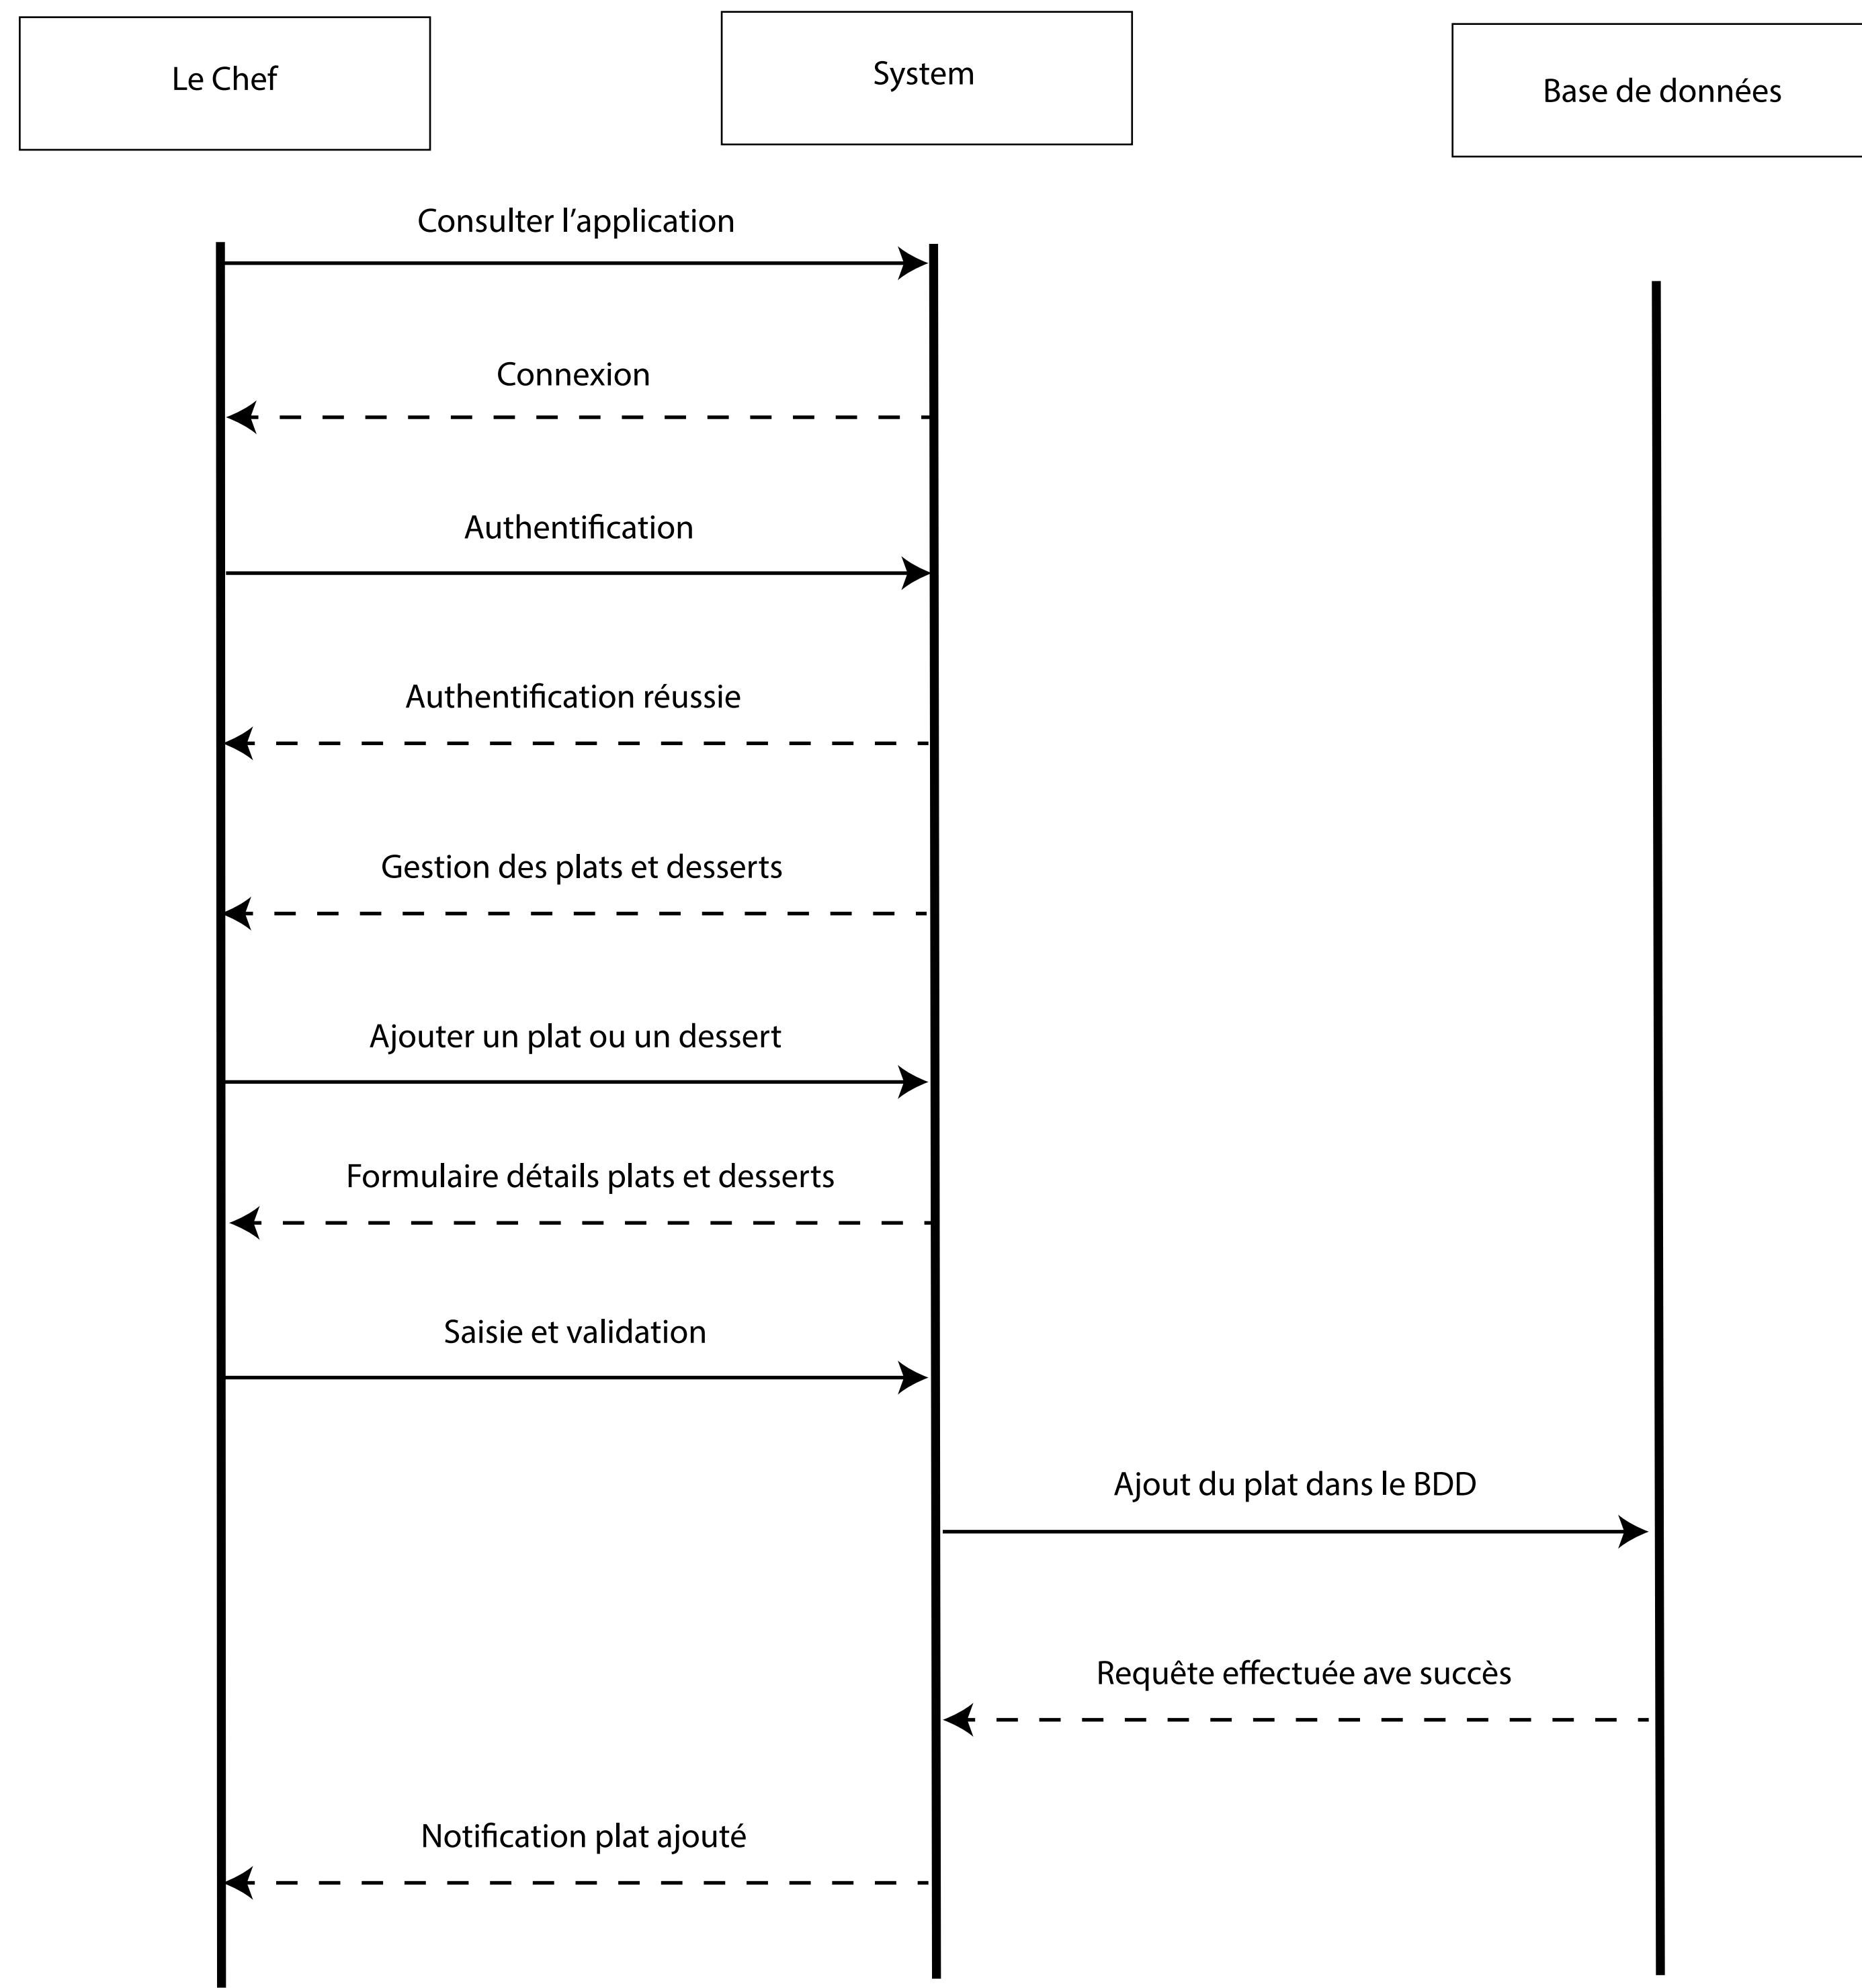 Le Chef
System
Base de données
Consulter l’application
Connexion
Authentification
Authentification réussie
Gestion des plats et desserts
Ajouter un plat ou un dessert
Formulaire détails plats et desserts
Saisie et validation
Ajout du plat dans le BDD
Requête effectuée ave succès
Notification plat ajouté